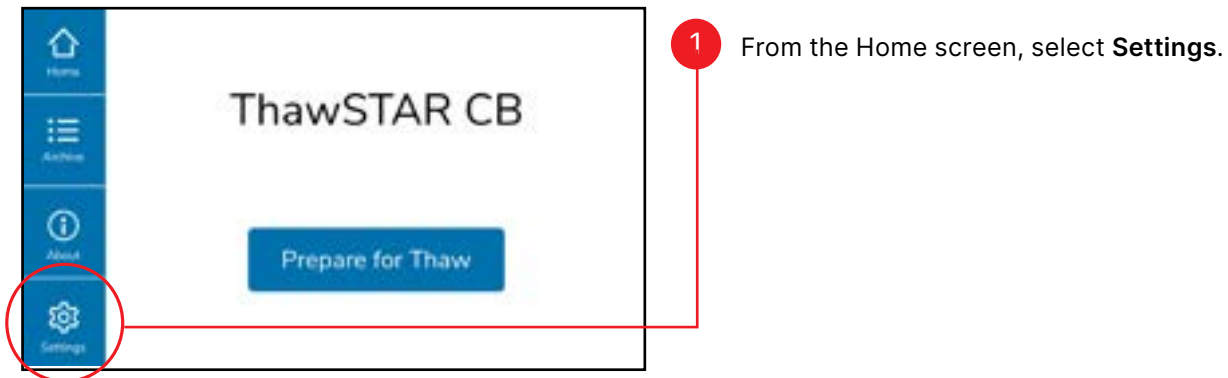 Home
Archive
About
Settings
ThawSTAR CB
Prepare for Thaw
1
From the Home screen, select Settings.